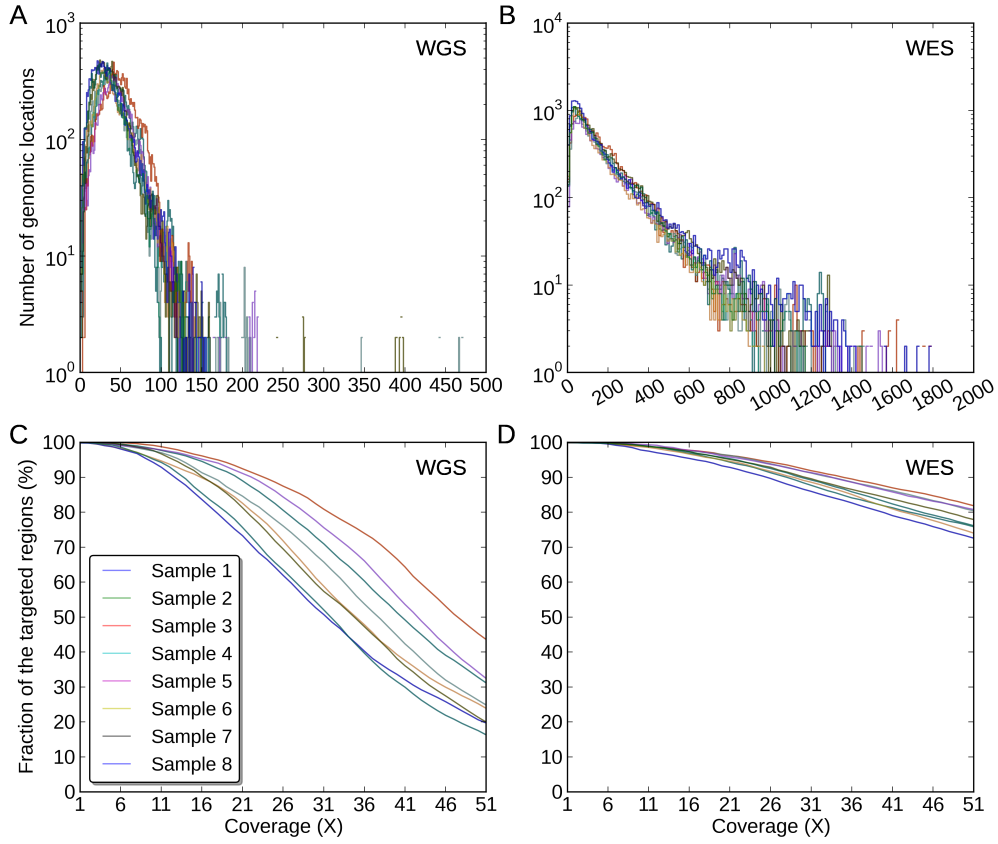 A
WGS
Number of genomic locations
10³
10²
10¹
10⁰
0 50 100 150 200 250 300 350 400 450 500
B
WES
10⁴
10³
10²
10¹
10⁰
0 200 400 600 800 1000 1200 1400 1600 1800 2000
C
WGS
Fraction of the targeted regions (%)
100
90
80
70
60
50
40
30
20
10
0
Sample 1
Sample 2
Sample 3
Sample 4
Sample 5
Sample 6
Sample 7
Sample 8
1 6 11 16 21 26 31 36 41 46 51
Coverage (X)
D
WES
100
90
80
70
60
50
40
30
20
10
0
1 6 11 16 21 26 31 36 41 46 51
Coverage (X)